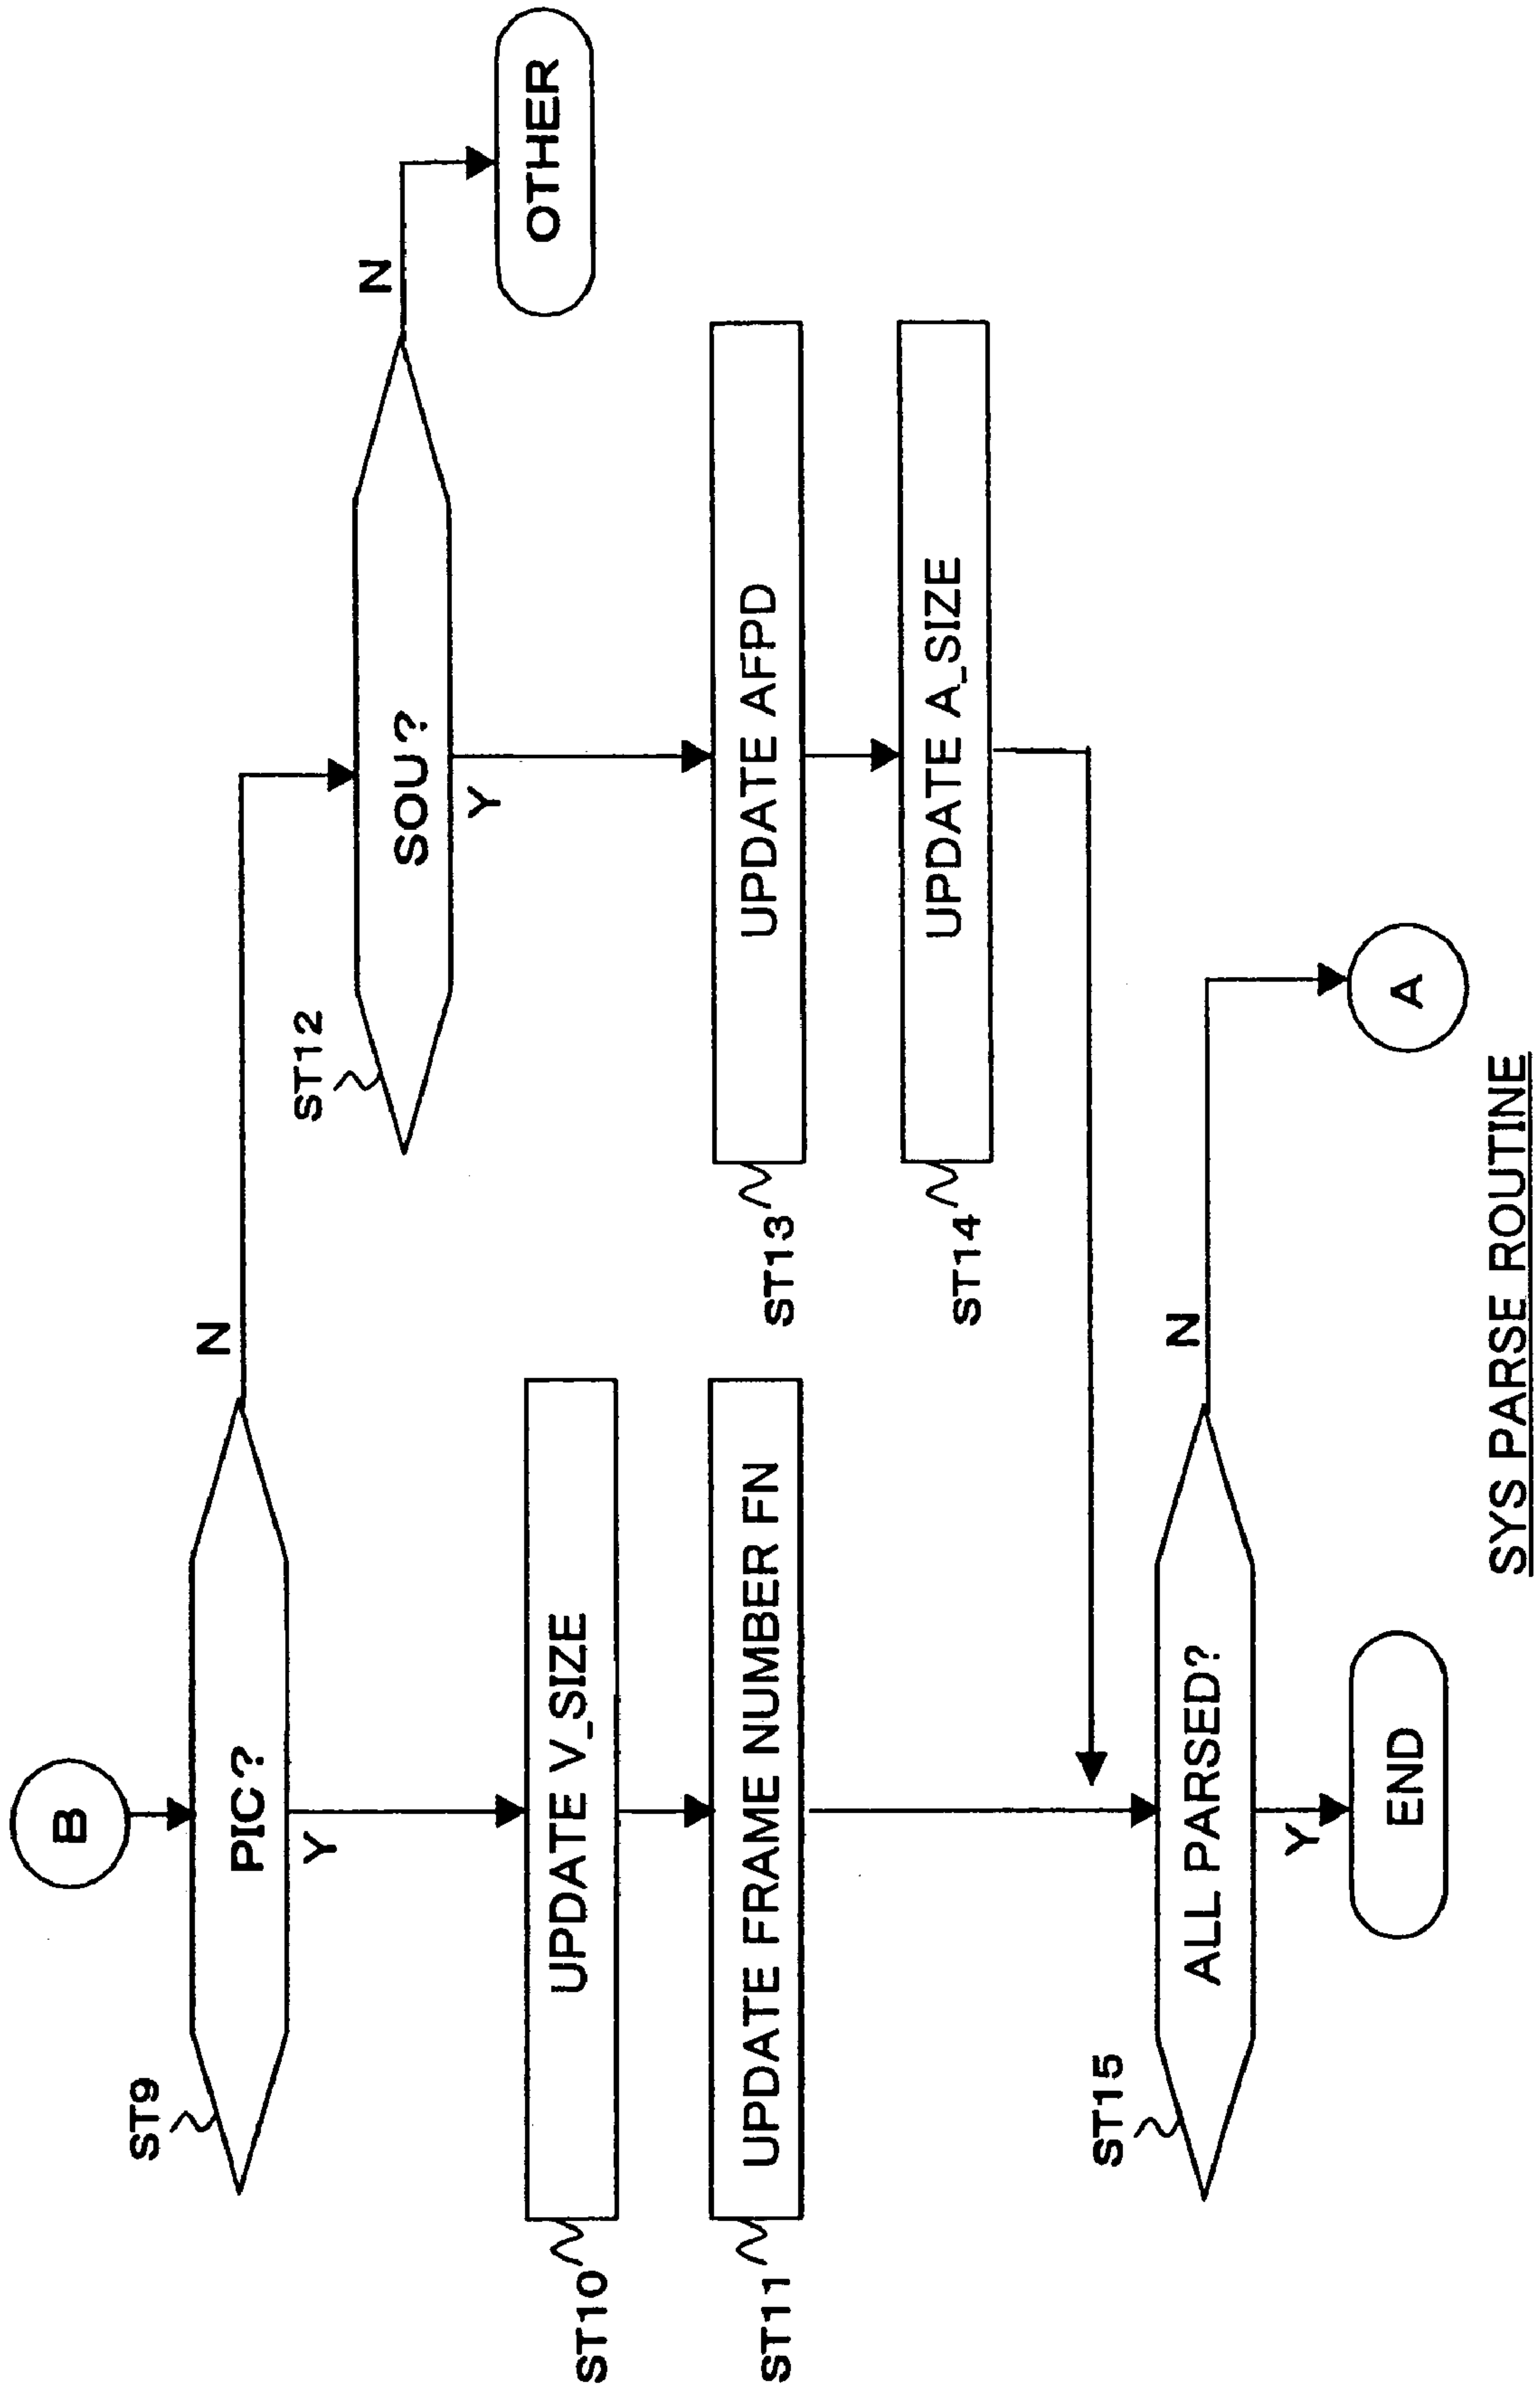 B
ST9
PIC?
N
Y
ST10
UPDATE V_SIZE
ST11
UPDATE FRAME NUMBER FN
ST12
SOU?
N
OTHER
Y
ST13
UPDATE AFPD
ST14
UPDATE A_SIZE
ST15
ALL PARSED?
N
A
Y
END
SYS PARSE ROUTINE